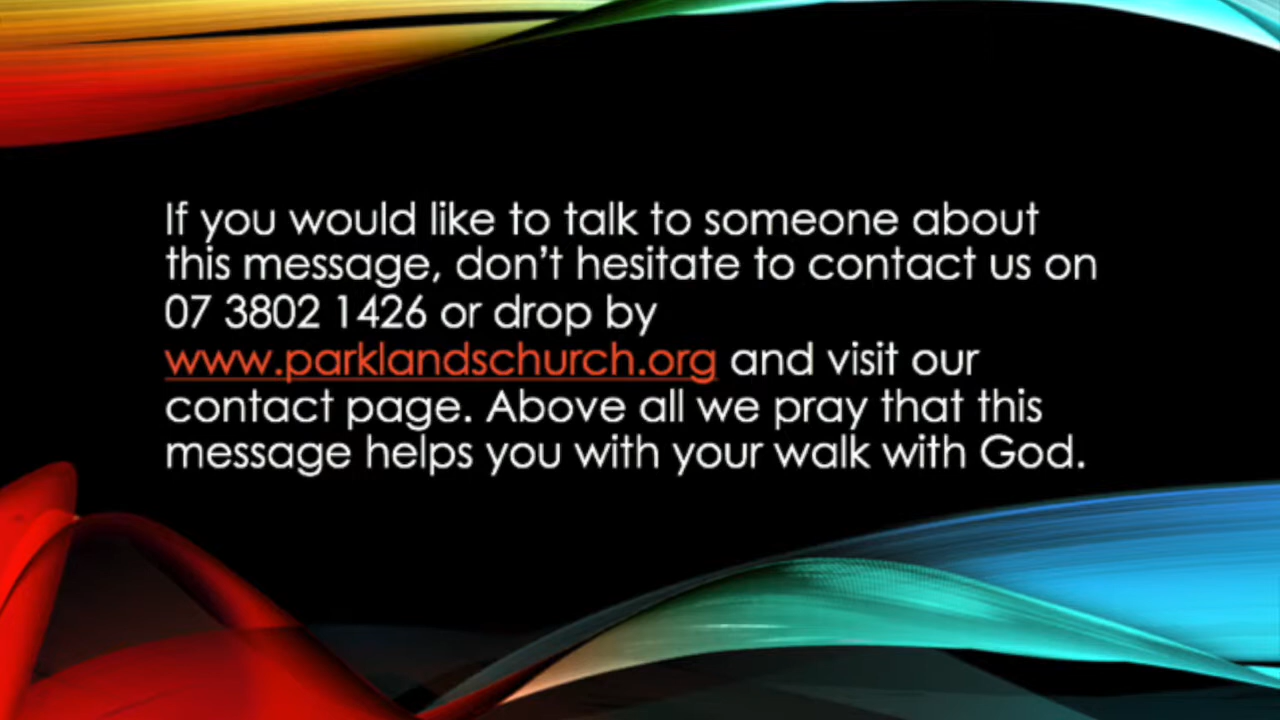 If you would like to talk to someone about
this message, don’t hesitate to contact us on
07 3802 1426 or drop by
www.parklandschurch.org and visit our
contact page. Above all we pray that this
message helps you with your walk with God.